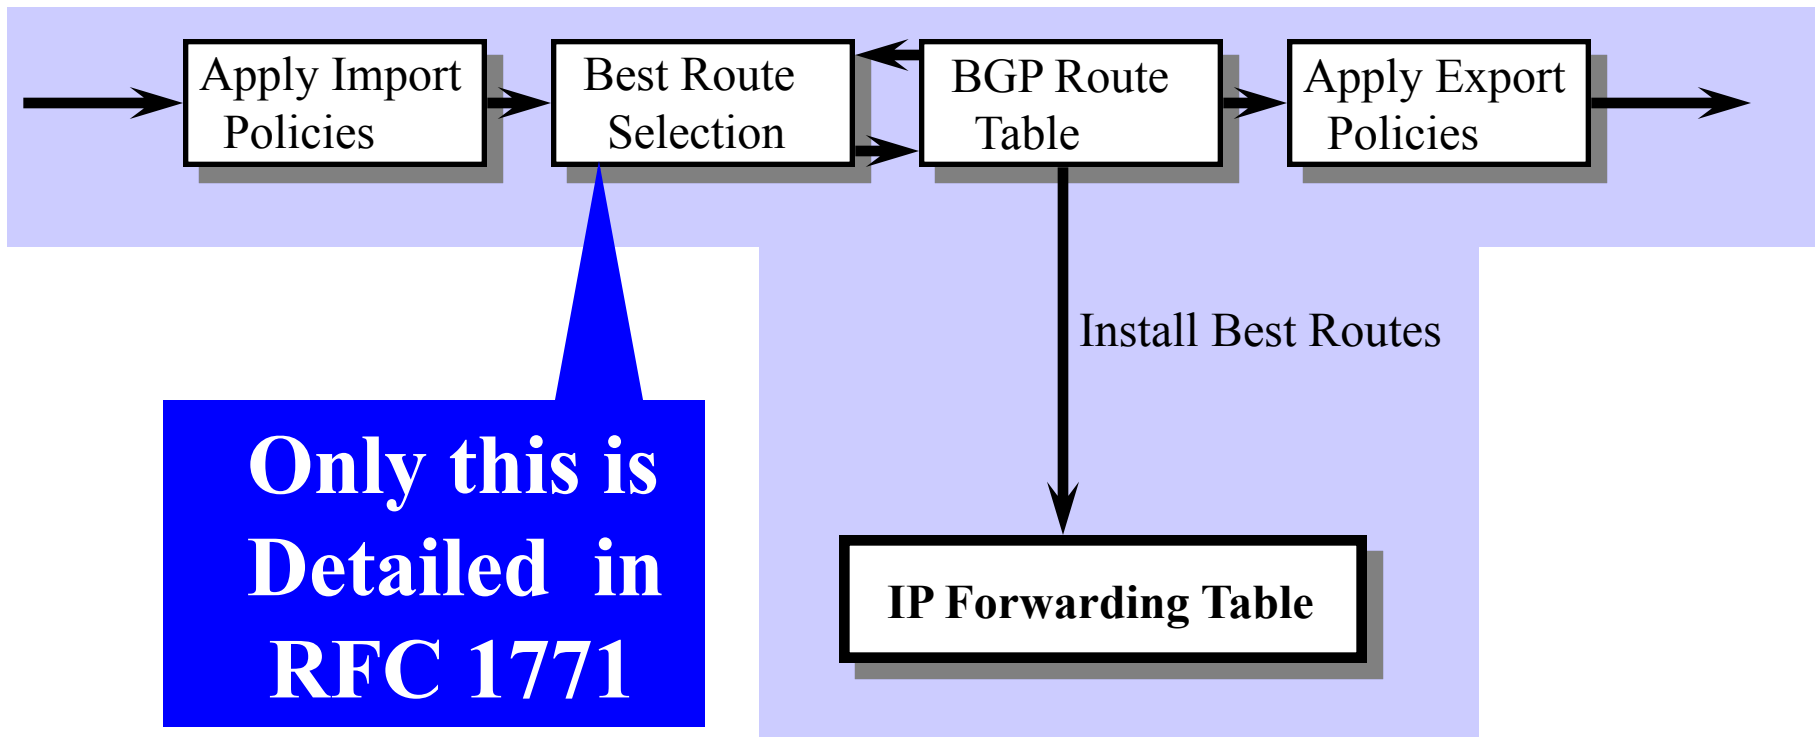 Apply Import
Policies
Best Route
Selection
BGP Route
Table
Apply Export
Policies
Install Best Routes
Only this is
Detailed in
RFC 1771
IP Forwarding Table